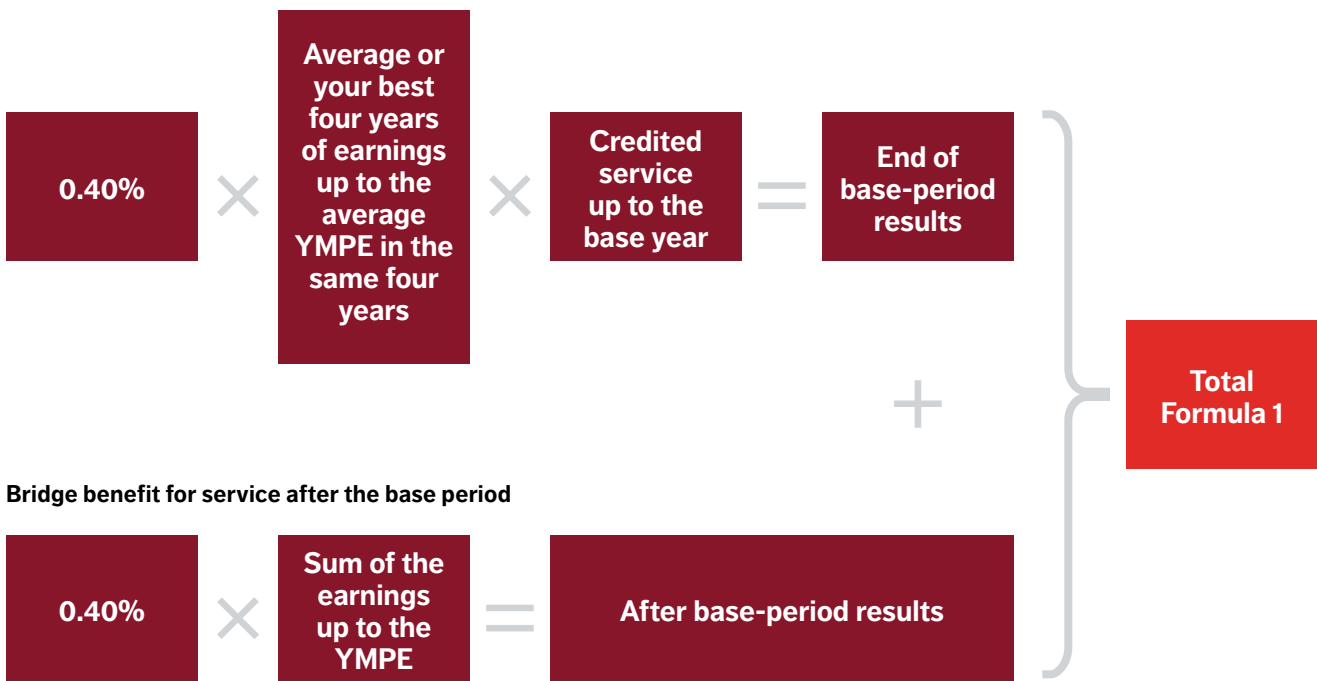 0.40%
×
Average or
your best
four years
of earnings
up to the
average
YMPE in the
same four
years
×
Credited
service
up to the
base year
=
End of
base-period
results
+
Total
Formula 1
Bridge benefit for service after the base period
0.40%
×
Sum of the
earnings
up to the
YMPE
=
After base-period results